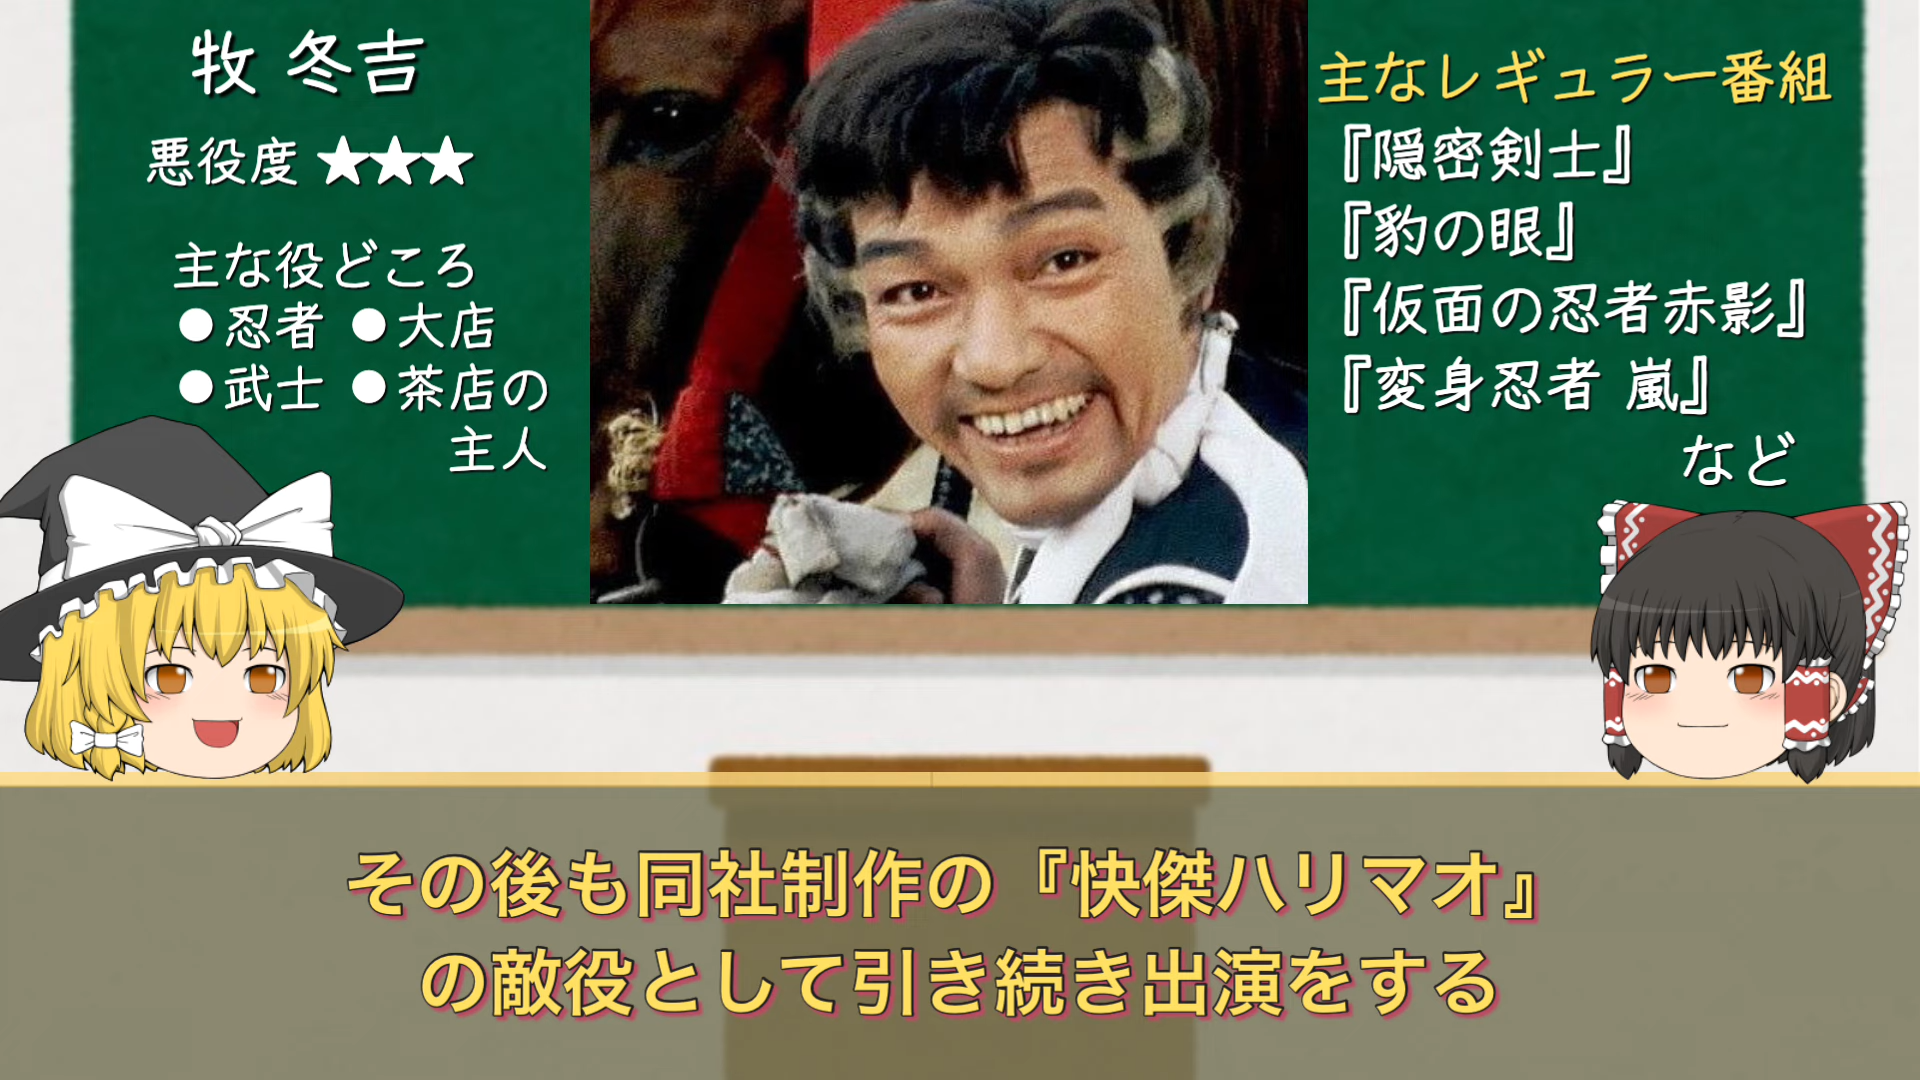 牧 冬吉
悪役度 ★★★
主な役どころ
●忍者 ●大店
●武士 ●茶店の
主人
主なレギュラー番組
『隠密剣士』
『豹の眼』
『仮面の忍者赤影』
『変身忍者 嵐』
など
その後も同社制作の『快傑ハリマオ』
の敵役として引き続き出演をする